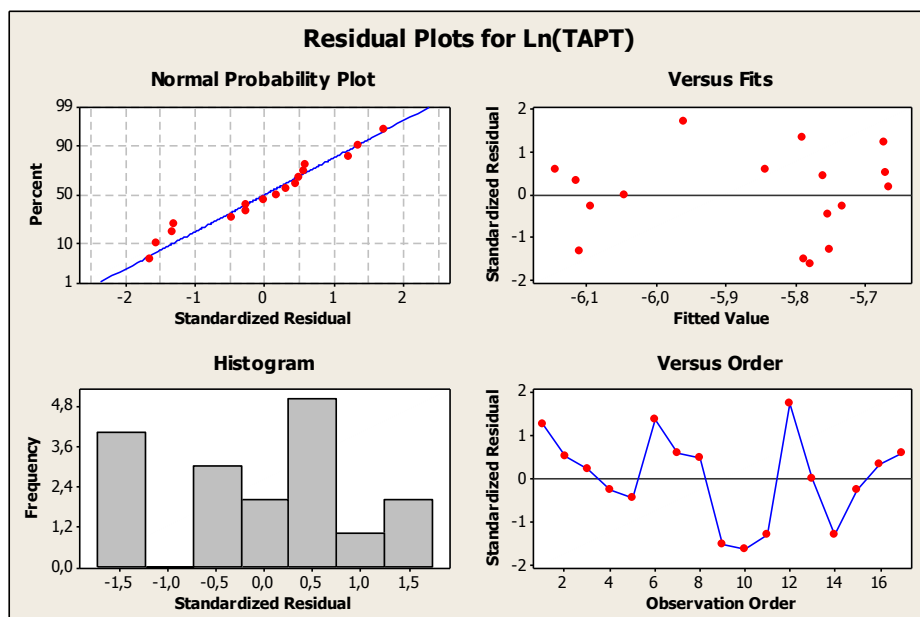 Residual Plots for Ln(TAPT)
Normal Probability Plot
99
90
50
10
1
Percent
-2 -1 0 1 2
Standardized Residual
Versus Fits
2
1
0
-1
-2
Standardized Residual
-6,1 -6,0 -5,9 -5,8 -5,7
Fitted Value
Histogram
4,8
3,6
2,4
1,2
0,0
Frequency
-1,5 -1,0 -0,5 0,0 0,5 1,0 1,5
Standardized Residual
Versus Order
2
1
0
-1
-2
Standardized Residual
2 4 6 8 10 12 14 16
Observation Order